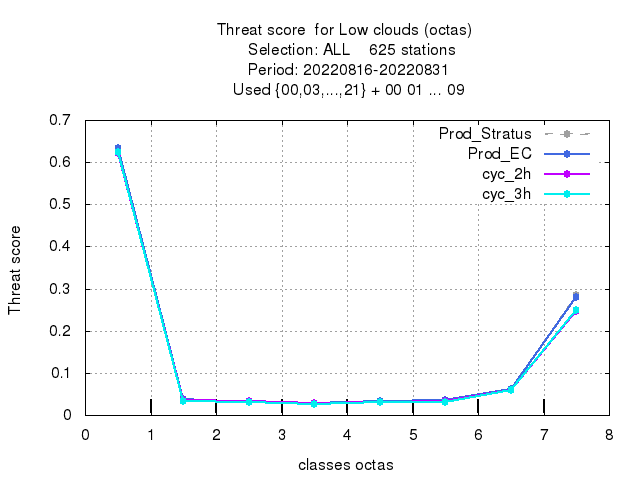 Threat score  for Low clouds (octas)
Selection: ALL    625 stations
Period: 20220816-20220831
Used {00,03,...,21} + 00 01 ... 09
0.7
0.6
0.5
0.4
0.3
0.2
0.1
0
Threat score
Prod_Stratus
Prod_EC
cyc_2h
cyc_3h
0 1 2 3 4 5 6 7 8
classes octas